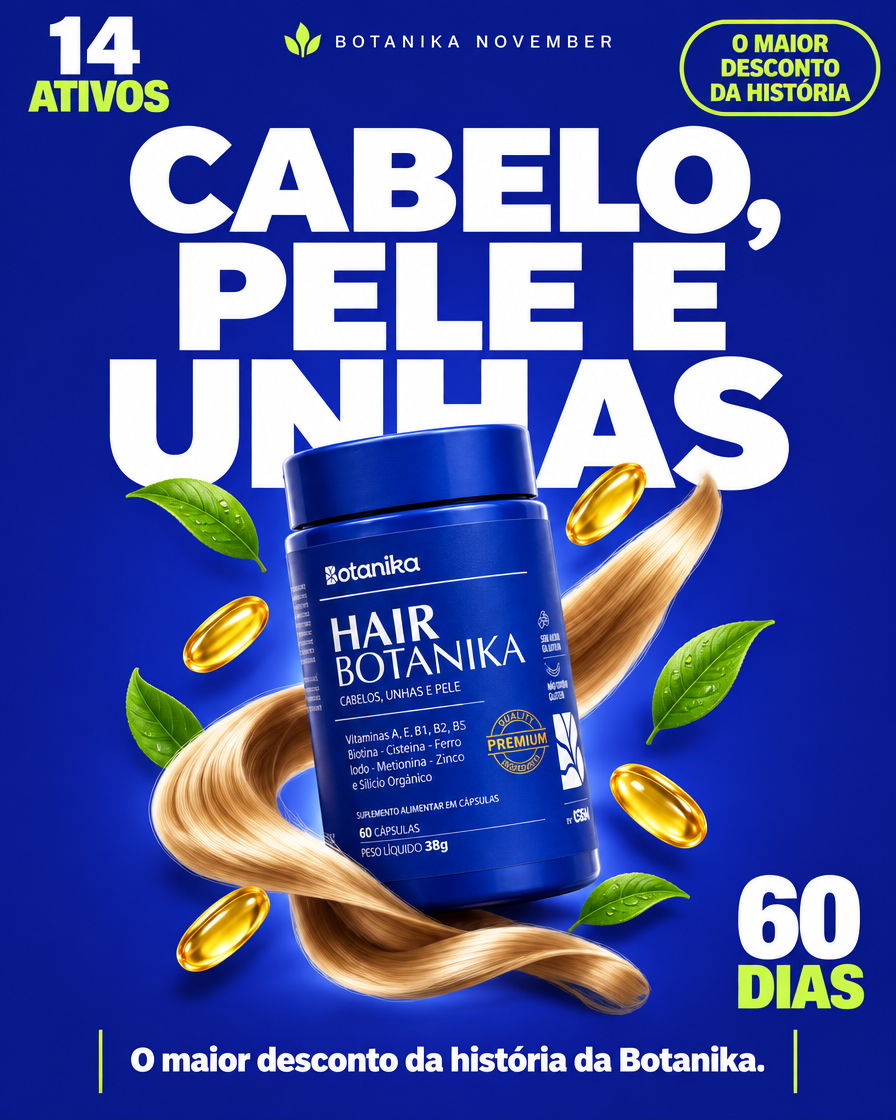 14
ATIVOS
BOTANIKA NOVEMBER
O MAIOR
DESCONTO
DA HISTÓRIA
CABELO,
PELE E
UNHAS
Botanika
HAIR
BOTANIKA
CABELOS, UNHAS E PELE
Vitaminas A, E, B1, B2, B5
Biotina - Cisteina - Ferro
Iodo - Metionina - Zinco
e Silício Orgânico
QUALITY
PREMIUM
SUPLEMENTO ALIMENTAR EM CÁPSULAS
60 CÁPSULAS
PESO LÍQUIDO 38g
60
DIAS
O maior desconto da história da Botanika.